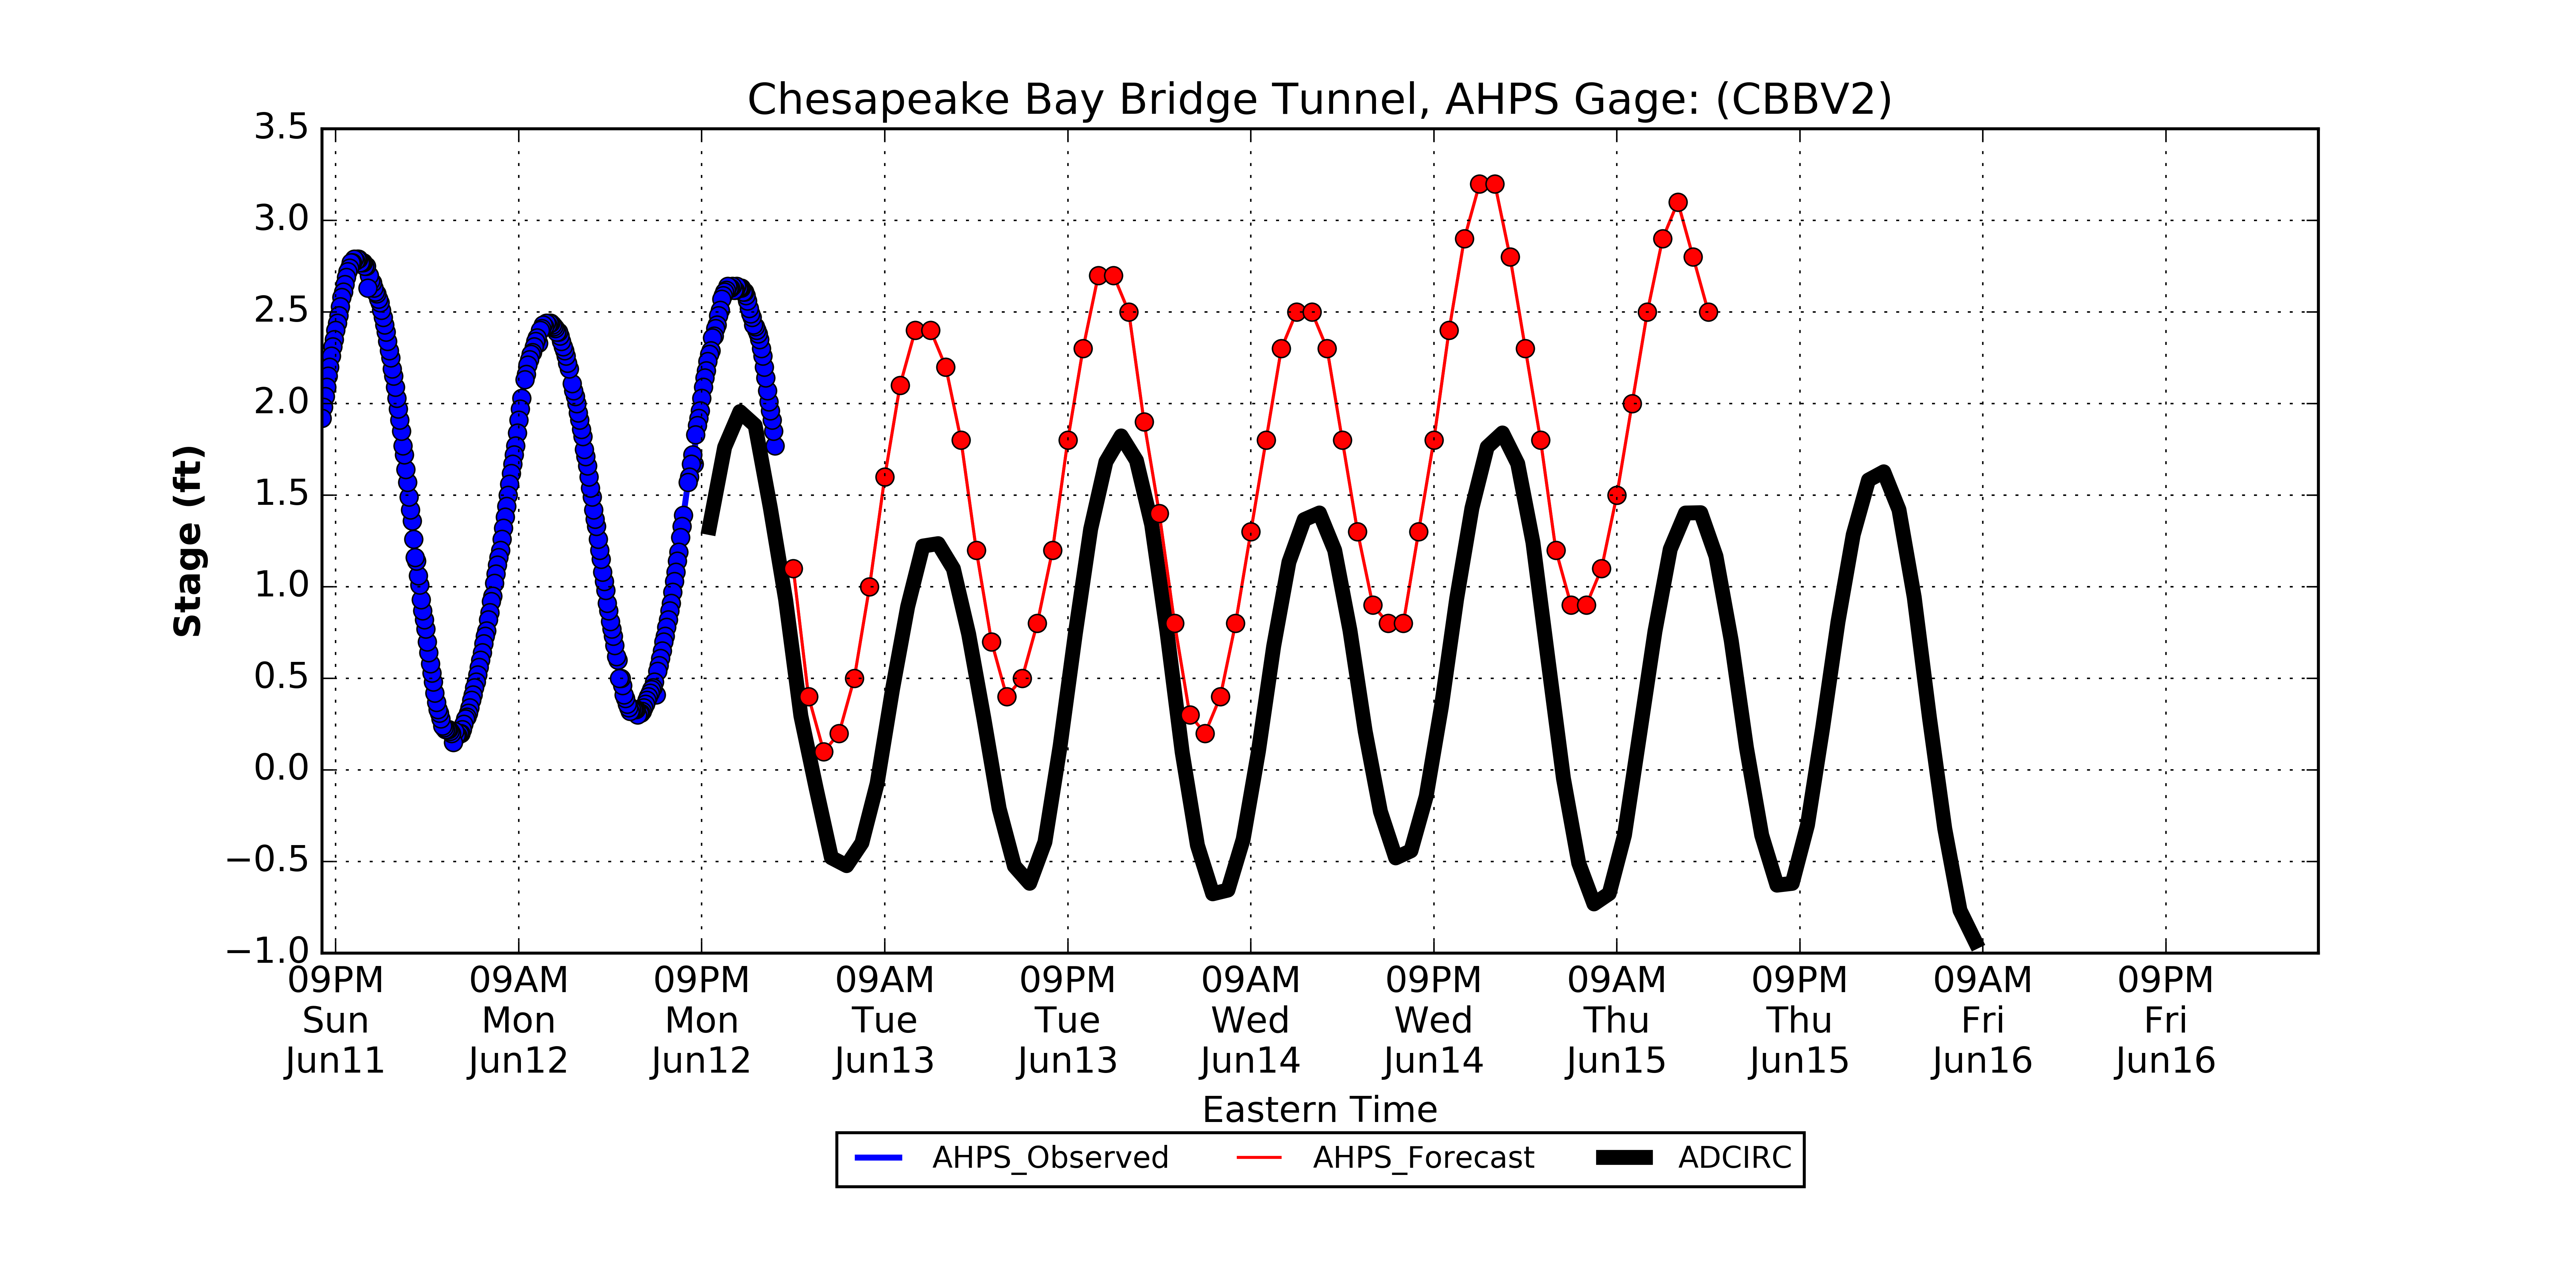 Chesapeake Bay Bridge Tunnel, AHPS Gage: (CBBV2)
3.5
3.0
2.5
2.0
1.5
1.0
0.5
0.0
−0.5
−1.0
Stage (ft)
09PM 09AM 09PM 09AM 09PM 09AM 09PM 09AM 09PM 09AM 09PM
Sun Mon Mon Tue Tue Wed Wed Thu Thu Fri Fri
Jun11 Jun12 Jun12 Jun13 Jun13 Jun14 Jun14 Jun15 Jun15 Jun16 Jun16
Eastern Time
AHPS_Observed AHPS_Forecast ADCIRC